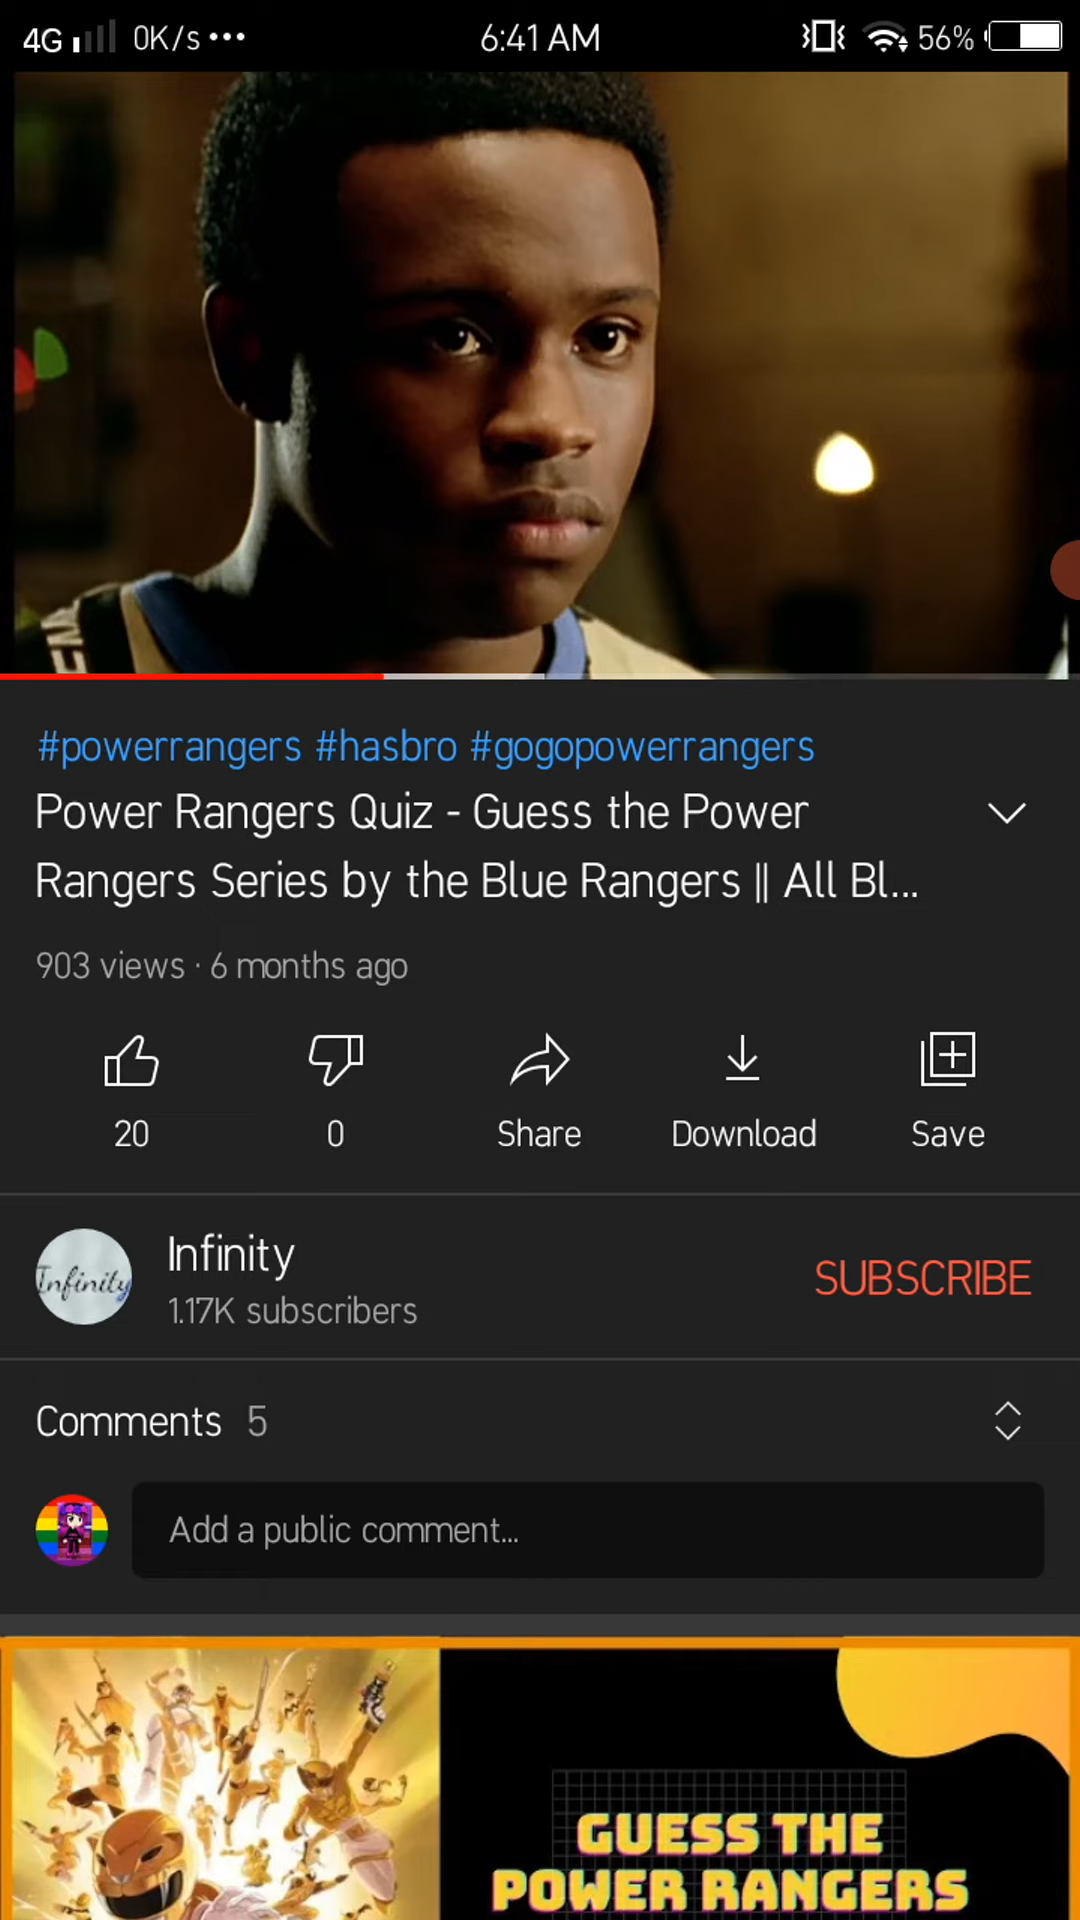 4G 0K/s ••• 6:41 AM 56%
#powerrangers #hasbro #gogopowerrangers
Power Rangers Quiz - Guess the Power
Rangers Series by the Blue Rangers || All Bl...
903 views · 6 months ago
20 0 Share Download Save
Infinity
Infinity
1.17K subscribers
SUBSCRIBE
Comments 5
Add a public comment...
GUESS THE
POWER RANGERS